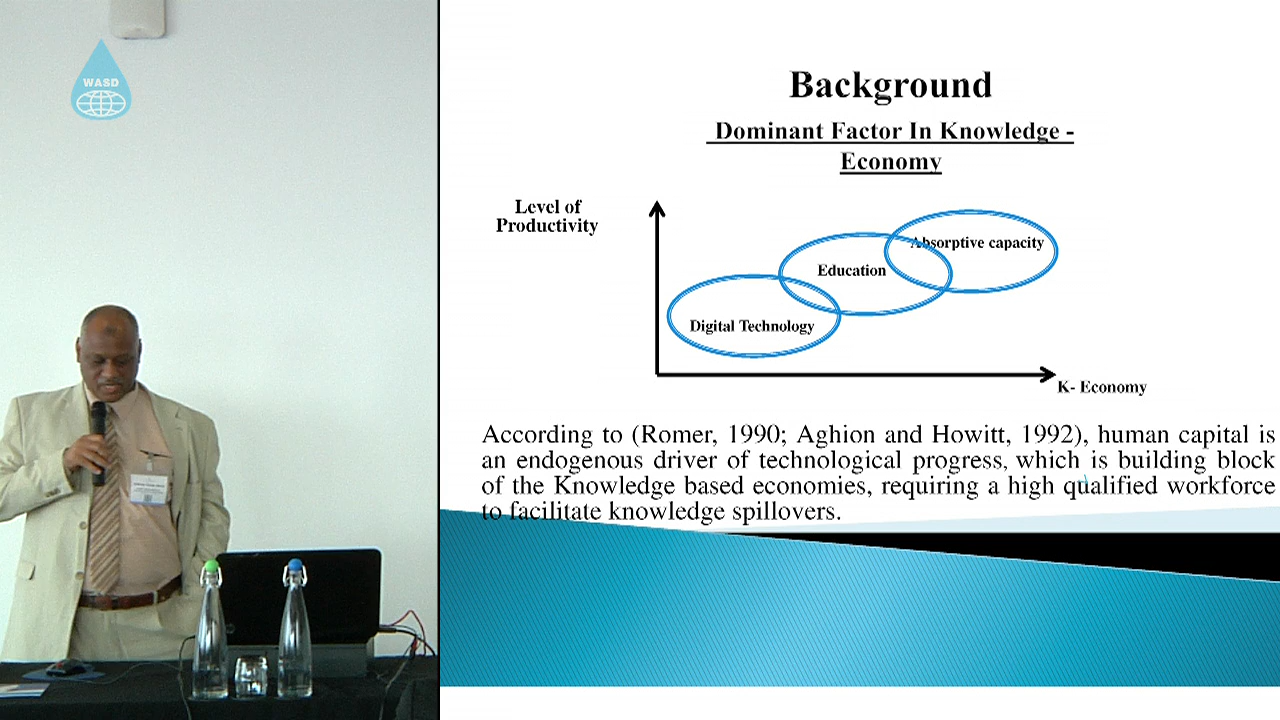 WASD
Background
Dominant Factor In Knowledge -
Economy
Level of
Productivity
Absorptive capacity
Education
Digital Technology
K- Economy
According to (Romer, 1990; Aghion and Howitt, 1992), human capital is
an endogenous driver of technological progress, which is building block
of the Knowledge based economies, requiring a high qualified workforce
to facilitate knowledge spillovers.